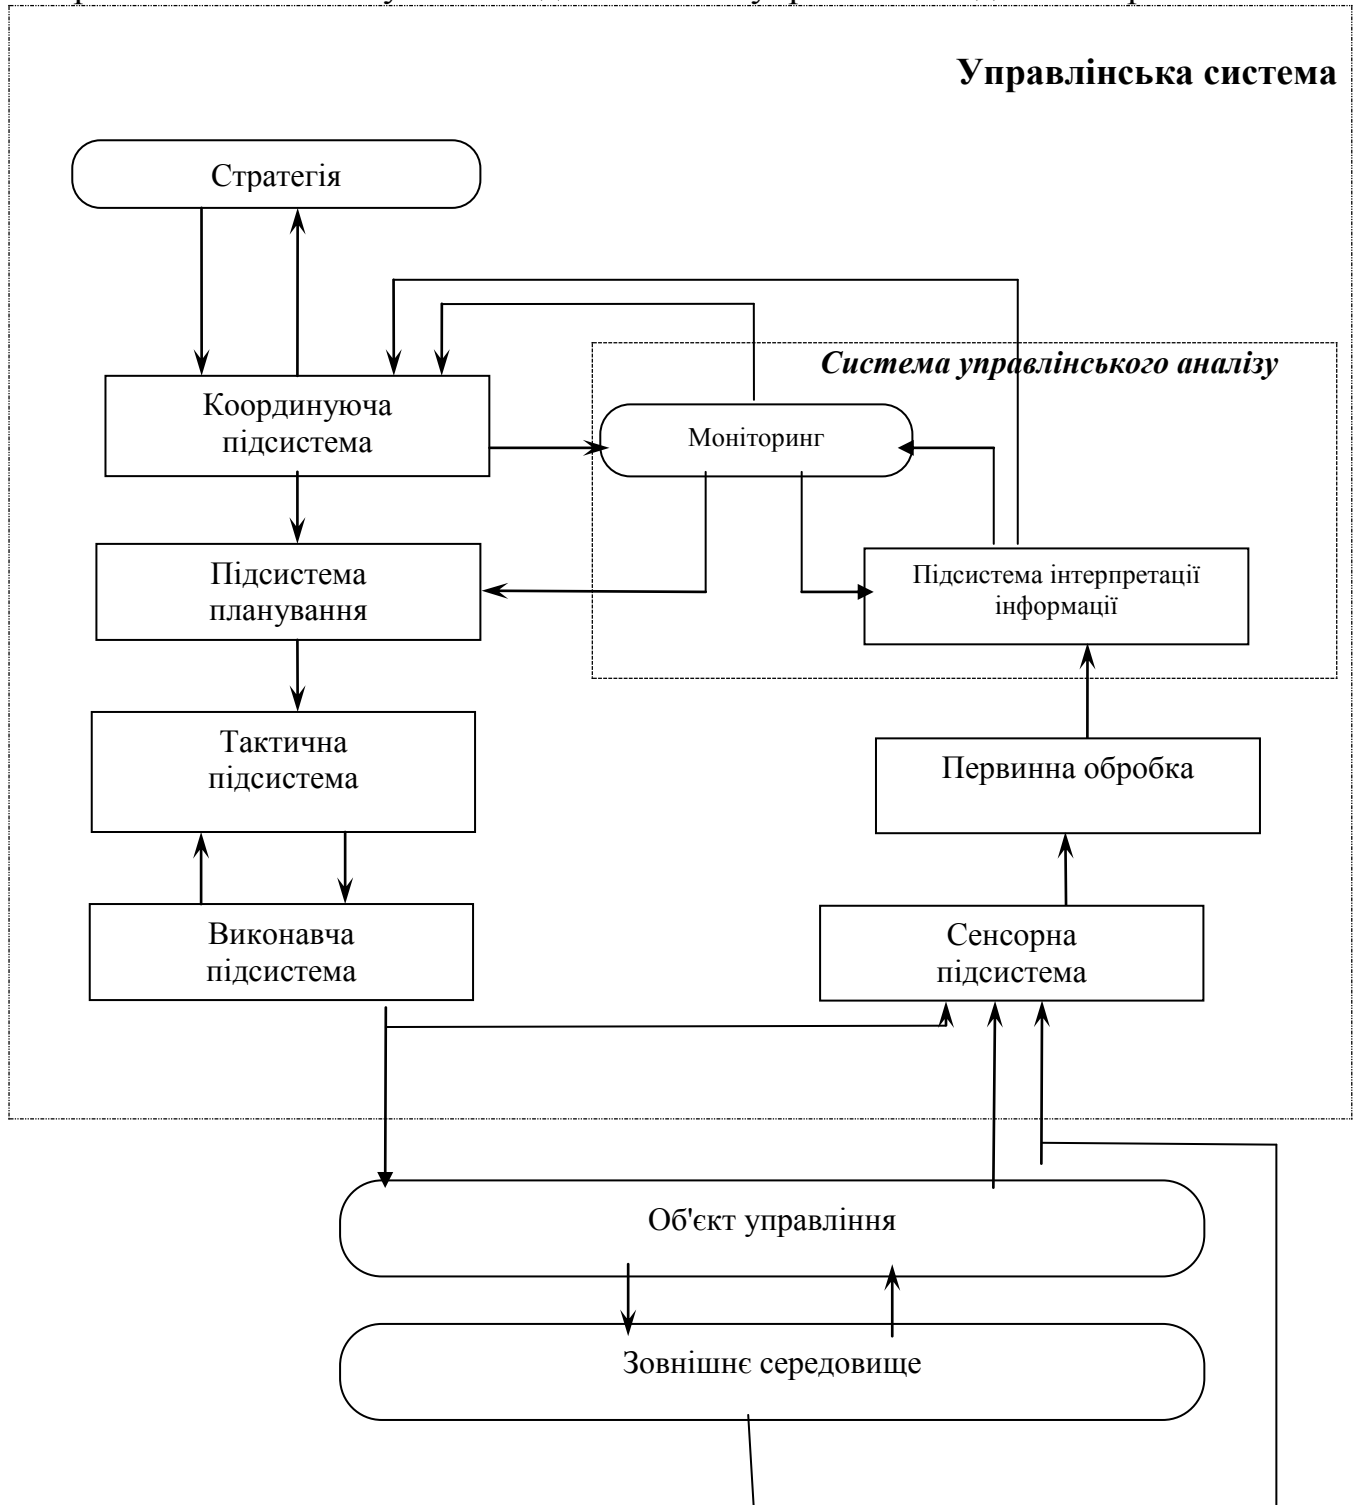 Управлінська система
Стратегія
Система управлінського аналізу
Координуюча
підсистема
Моніторинг
Підсистема
планування
Підсистема інтерпретації
інформації
Тактична
підсистема
Первинна обробка
Виконавча
підсистема
Сенсорна
підсистема
Об'єкт управління
Зовнішнє середовище